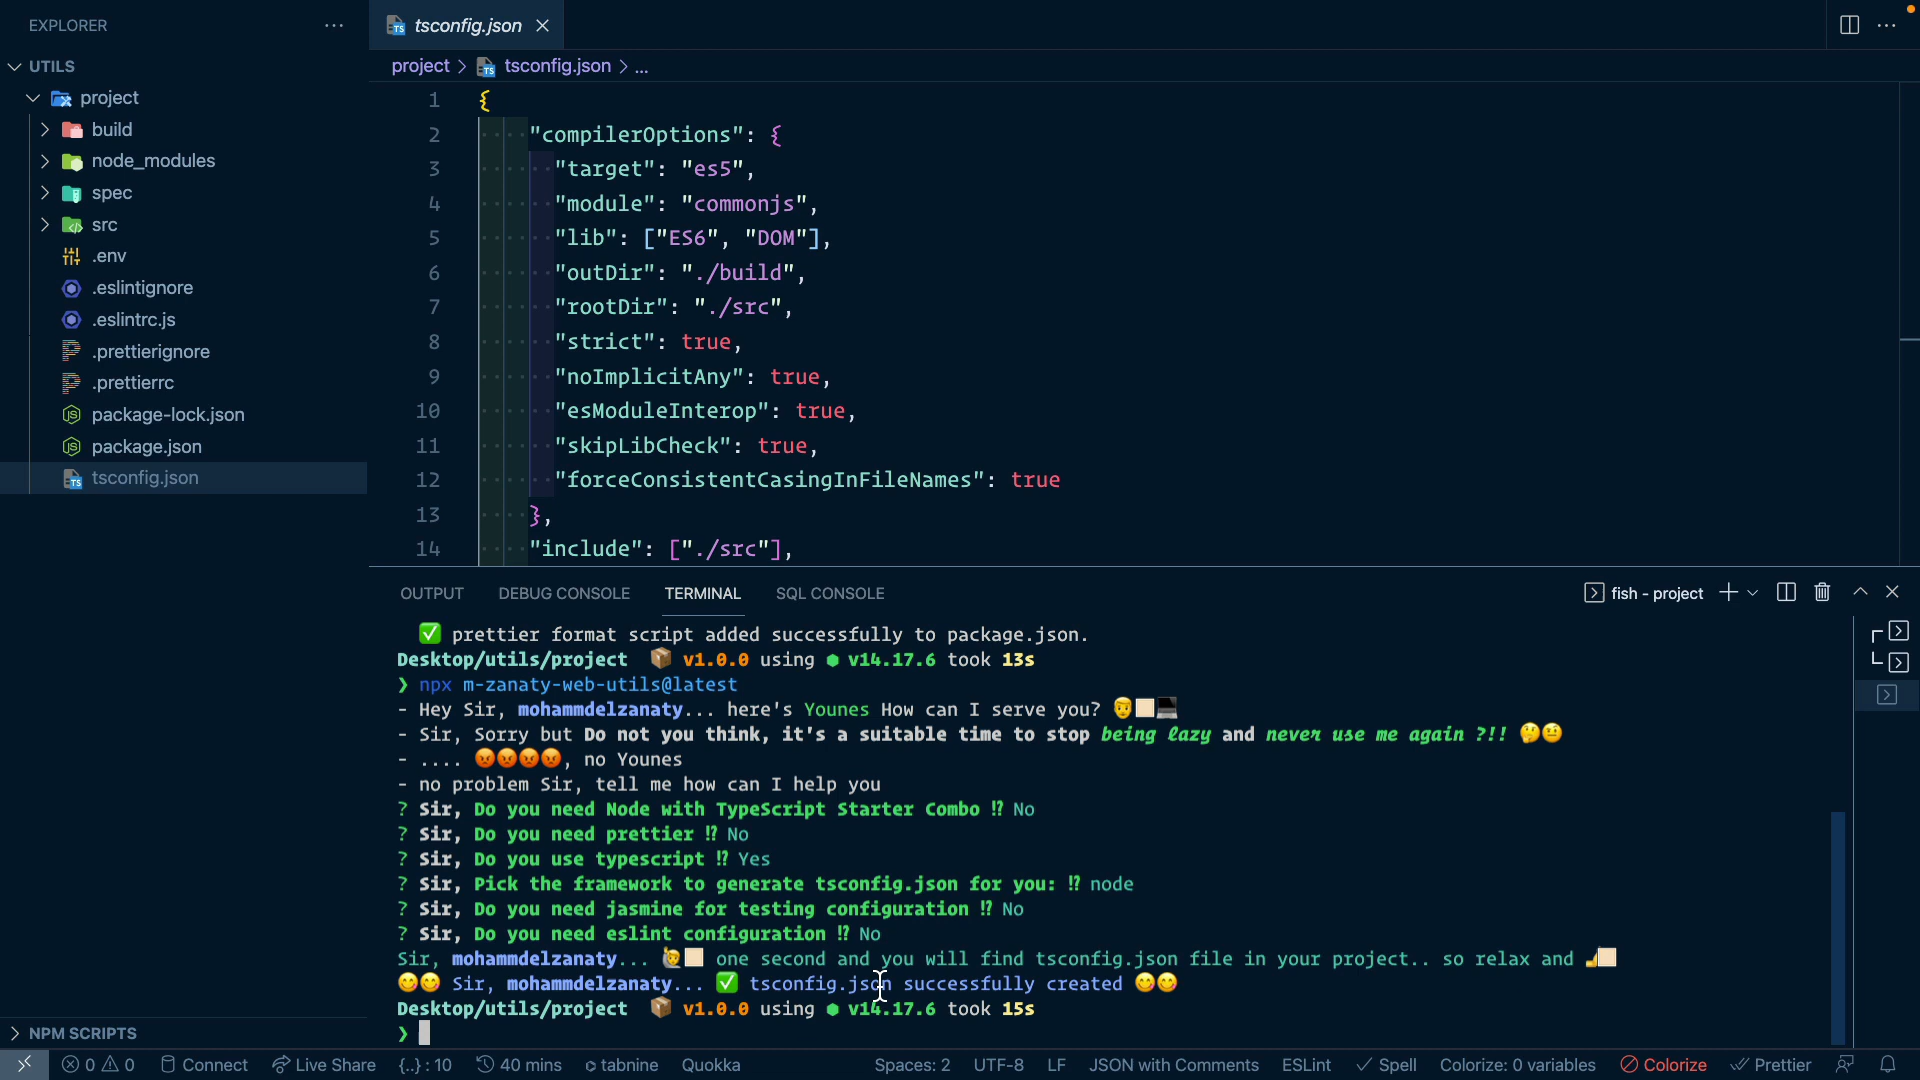 EXPLORER
UTILS
project
build
node_modules
spec
src
.env
.eslintignore
.eslintrc.js
.prettierignore
.prettierrc
package-lock.json
package.json
tsconfig.json
NPM SCRIPTS
tsconfig.json
project > tsconfig.json > ...
1 {
2 "compilerOptions": {
3 "target": "es5",
4 "module": "commonjs",
5 "lib": ["ES6", "DOM"],
6 "outDir": "./build",
7 "rootDir": "./src",
8 "strict": true,
9 "noImplicitAny": true,
10 "esModuleInterop": true,
11 "skipLibCheck": true,
12 "forceConsistentCasingInFileNames": true
13 },
14 "include": ["./src"],
OUTPUT DEBUG CONSOLE TERMINAL SQL CONSOLE fish - project
✅ prettier format script added successfully to package.json.
Desktop/utils/project 📦 v1.0.0 using ● v14.17.6 took 13s
❯ npx m-zanaty-web-utils@latest
- Hey Sir, mohammdelzanaty... here's Younes How can I serve you?
- Sir, Sorry but Do not you think, it's a suitable time to stop being lazy and never use me again ?!! 🤔🤨
- .... 😡😡😡😡, no Younes
- no problem Sir, tell me how can I help you
? Sir, Do you need Node with TypeScript Starter Combo ⁉ No
? Sir, Do you need prettier ⁉ No
? Sir, Do you use typescript ⁉ Yes
? Sir, Pick the framework to generate tsconfig.json for you: ⁉ node
? Sir, Do you need jasmine for testing configuration ⁉ No
? Sir, Do you need eslint configuration ⁉ No
Sir, mohammdelzanaty... one second and you will find tsconfig.json file in your project.. so relax and
😋😋 Sir, mohammdelzanaty... ✅ tsconfig.json successfully created 😋😋
Desktop/utils/project 📦 v1.0.0 using ● v14.17.6 took 15s
❯
0 0 Connect Live Share {..} : 10 40 mins tabnine Quokka Spaces: 2 UTF-8 LF JSON with Comments ESLint Spell Colorize: 0 variables Colorize Prettier